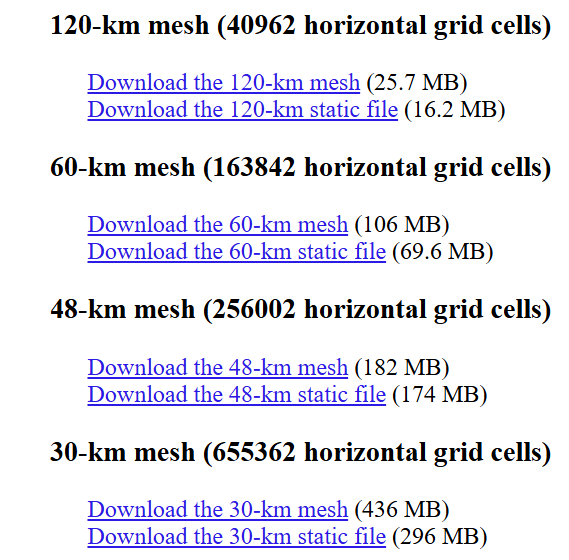 120-km mesh (40962 horizontal grid cells)
Download the 120-km mesh (25.7 MB)
Download the 120-km static file (16.2 MB)
60-km mesh (163842 horizontal grid cells)
Download the 60-km mesh (106 MB)
Download the 60-km static file (69.6 MB)
48-km mesh (256002 horizontal grid cells)
Download the 48-km mesh (182 MB)
Download the 48-km static file (174 MB)
30-km mesh (655362 horizontal grid cells)
Download the 30-km mesh (436 MB)
Download the 30-km static file (296 MB)